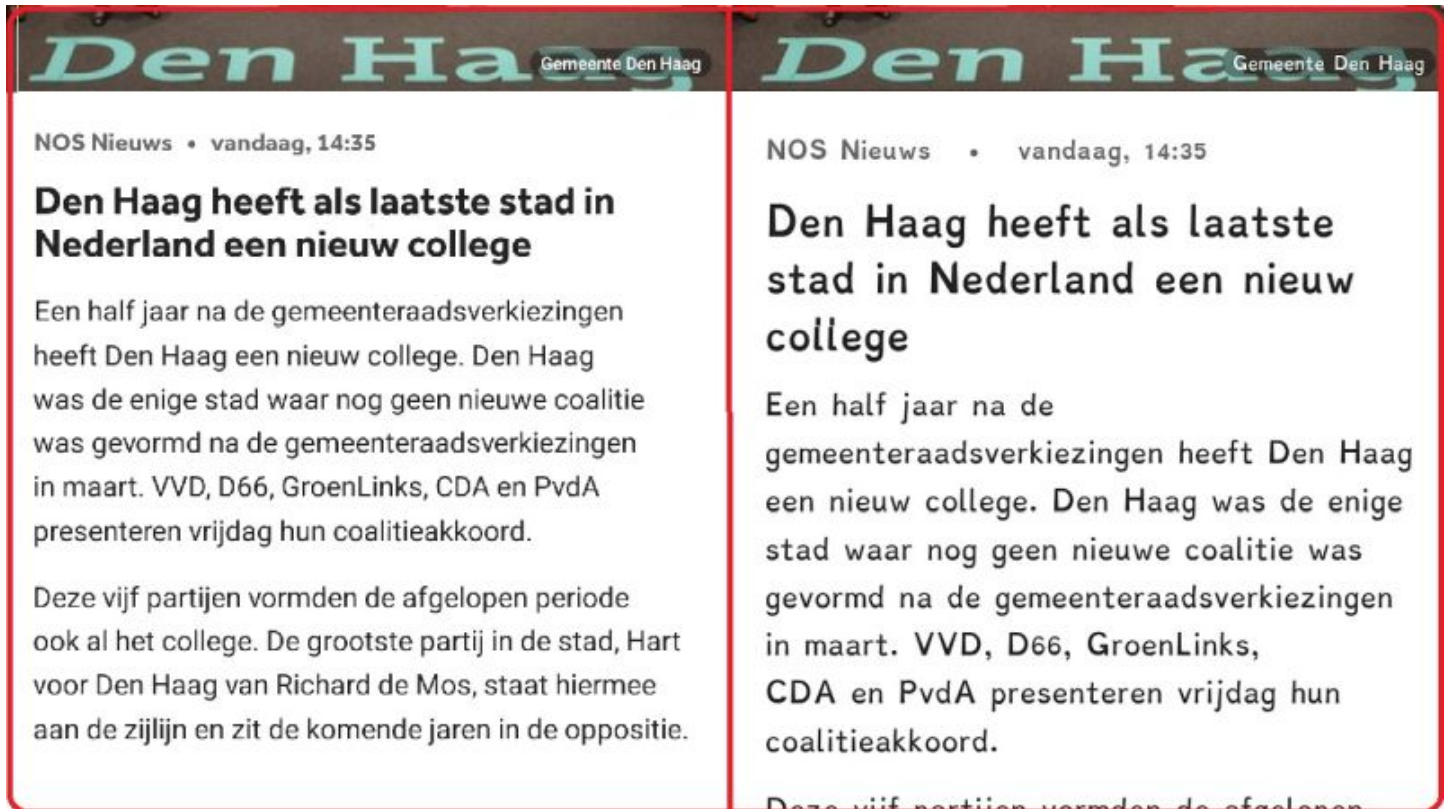 Den Haag
Gemeente Den Haag
NOS Nieuws • vandaag, 14:35
Den Haag heeft als laatste stad in
Nederland een nieuw college
Een half jaar na de gemeenteraadsverkiezingen
heeft Den Haag een nieuw college. Den Haag
was de enige stad waar nog geen nieuwe coalitie
was gevormd na de gemeenteraadsverkiezingen
in maart. VVD, D66, GroenLinks, CDA en PvdA
presenteren vrijdag hun coalitieakkoord.
Deze vijf partijen vormden de afgelopen periode
ook al het college. De grootste partij in de stad, Hart
voor Den Haag van Richard de Mos, staat hiermee
aan de zijlijn en zit de komende jaren in de oppositie.
Den Haag
Gemeente Den Haag
NOS Nieuws • vandaag, 14:35
Den Haag heeft als laatste
stad in Nederland een nieuw
college
Een half jaar na de
gemeenteraadsverkiezingen heeft Den Haag
een nieuw college. Den Haag was de enige
stad waar nog geen nieuwe coalitie was
gevormd na de gemeenteraadsverkiezingen
in maart. VVD, D66, GroenLinks,
CDA en PvdA presenteren vrijdag hun
coalitieakkoord.
Deze vijf partijen vormden de afgelopen